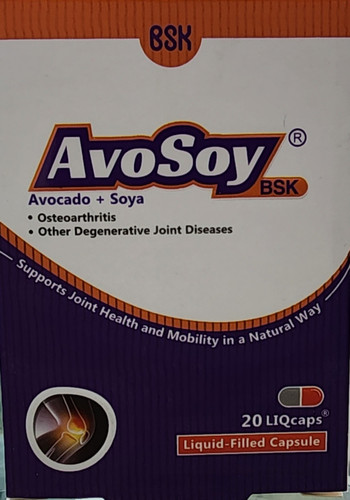 BSK
AvoSoy®
BSK
Avocado + Soya
• Osteoarthritis
• Other Degenerative Joint Diseases
Supports Joint Health and Mobility in a Natural Way
20 LIQcaps®
Liquid-Filled Capsule